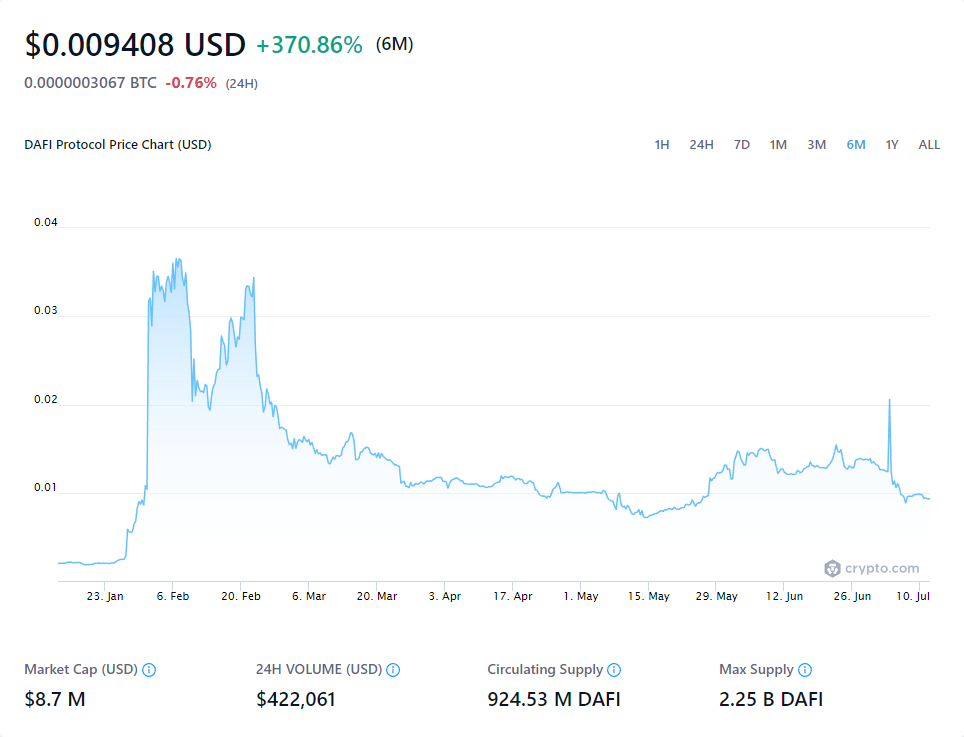 $0.009408 USD +370.86% (6M)
0.0000003067 BTC -0.76% (24H)
DAFI Protocol Price Chart (USD) 1H 24H 7D 1M 3M 6M 1Y ALL
0.04
0.03
0.02
0.01
crypto.com
23. Jan 6. Feb 20. Feb 6. Mar 20. Mar 3. Apr 17. Apr 1. May 15. May 29. May 12. Jun 26. Jun 10. Jul
Market Cap (USD) 24H VOLUME (USD) Circulating Supply Max Supply
$8.7 M $422,061 924.53 M DAFI 2.25 B DAFI